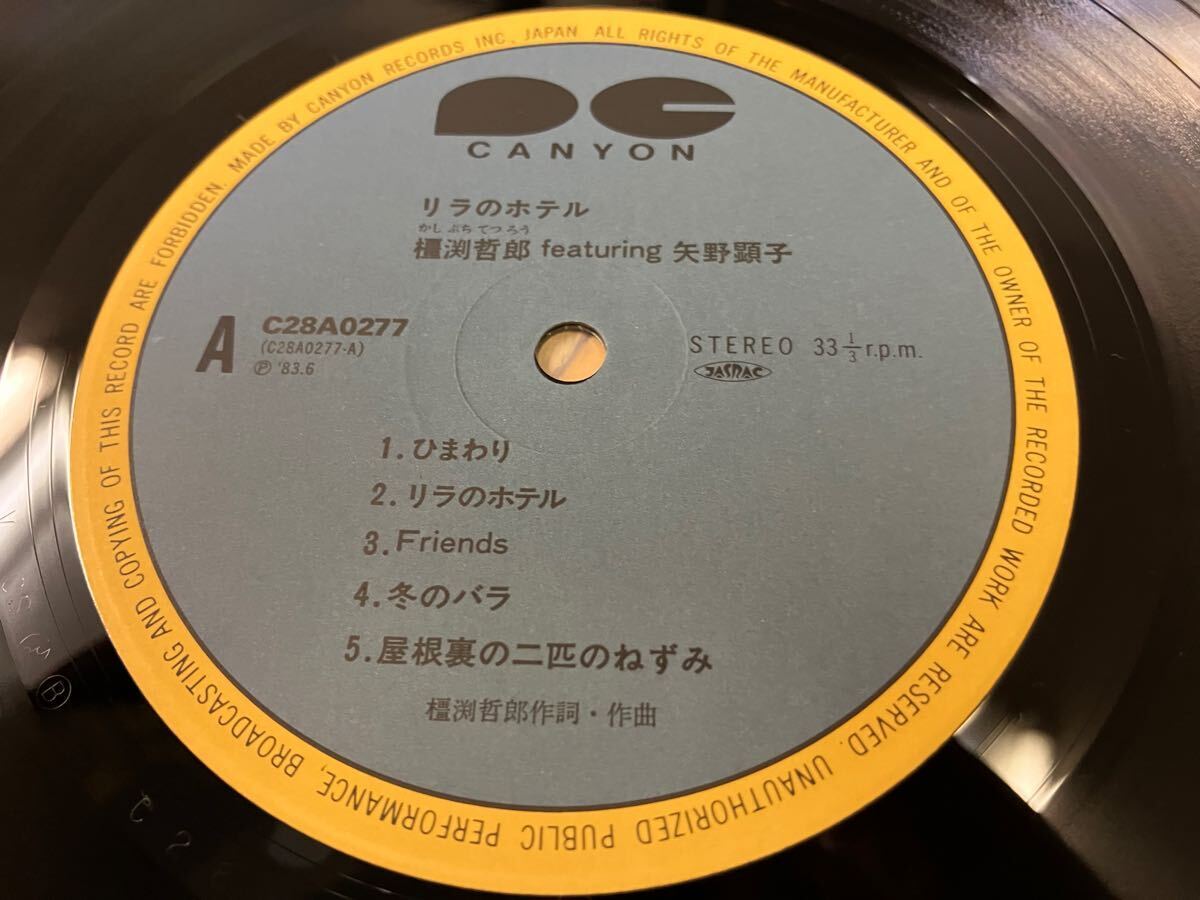 MADE BY CANYON RECORDS INC., JAPAN ALL RIGHTS OF THE MANUFACTURER AND OF THE OWNER OF THE RECORDED WORK ARE RESERVED. UNAUTHORIZED PUBLIC PERFORMANCE, BROADCASTING AND COPYING OF THIS RECORD ARE FORBIDDEN.
CANYON
リラのホテル
かしぶちてつろう
橿渕哲郎 featuring 矢野顕子
A
C28A0277
(C28A0277-A)
Ⓟ '83.6
STEREO 33 1/3 r.p.m.
JASRAC
1. ひまわり
2. リラのホテル
3. Friends
4. 冬のバラ
5. 屋根裏の二匹のねずみ
橿渕哲郎作詞・作曲